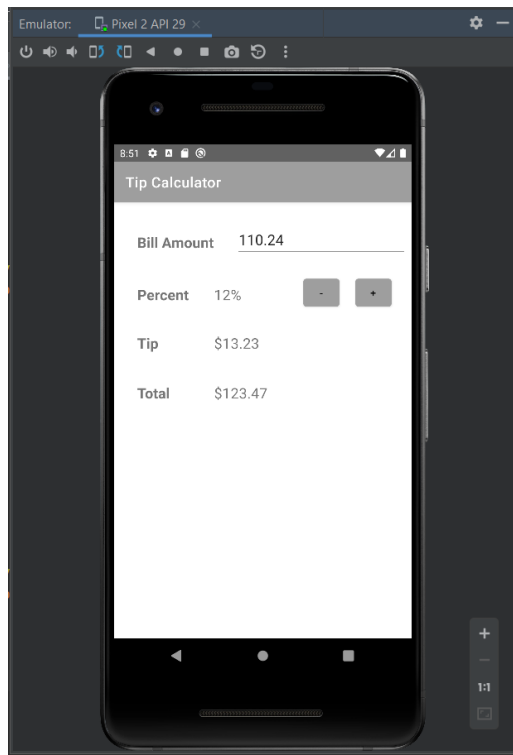 Emulator: Pixel 2 API 29
8:51
Tip Calculator
Bill Amount 110.24
Percent 12% - +
Tip $13.23
Total $123.47
1:1